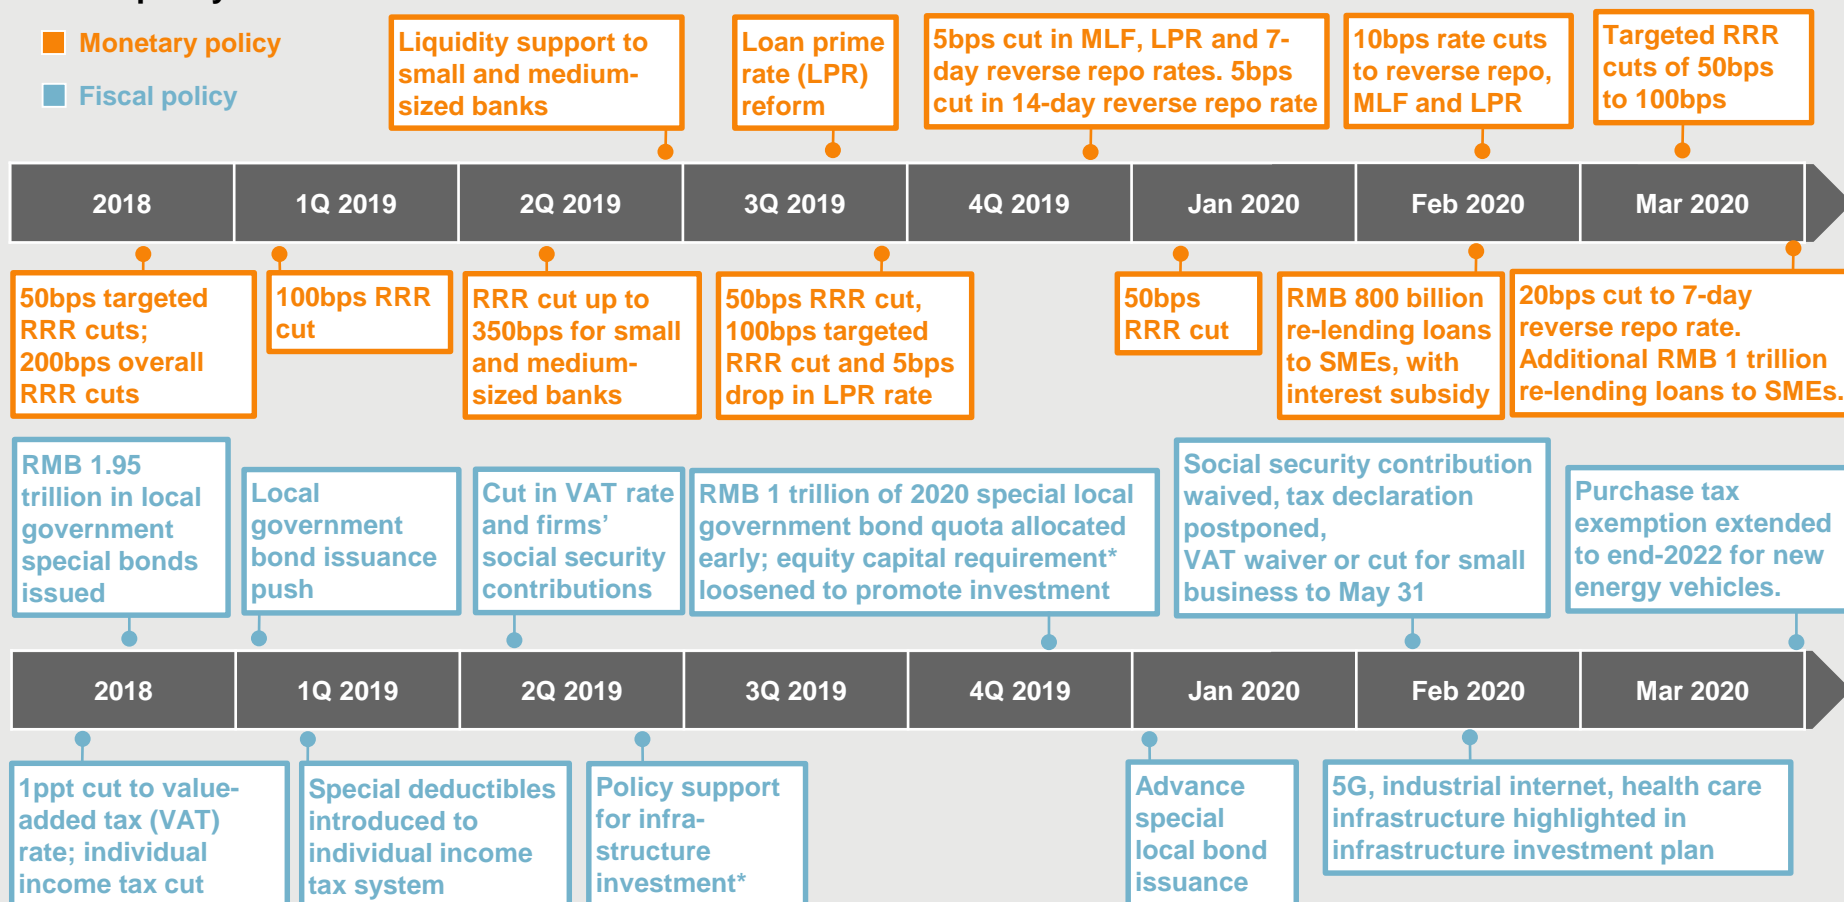 Monetary policy
Fiscal policy
Liquidity support to
small and medium-
sized banks
Loan prime
rate (LPR)
reform
5bps cut in MLF, LPR and 7-
day reverse repo rates. 5bps
cut in 14-day reverse repo rate
10bps rate cuts
to reverse repo,
MLF and LPR
Targeted RRR
cuts of 50bps
to 100bps
2018
1Q 2019
2Q 2019
3Q 2019
4Q 2019
Jan 2020
Feb 2020
Mar 2020
50bps targeted
RRR cuts;
200bps overall
RRR cuts
100bps RRR
cut
RRR cut up to
350bps for small
and medium-
sized banks
50bps RRR cut,
100bps targeted
RRR cut and 5bps
drop in LPR rate
50bps
RRR cut
RMB 800 billion
re-lending loans
to SMEs, with
interest subsidy
20bps cut to 7-day
reverse repo rate.
Additional RMB 1 trillion
re-lending loans to SMEs.
RMB 1.95
trillion in local
government
special bonds
issued
Local
government
bond issuance
push
Cut in VAT rate
and firms’
social security
contributions
RMB 1 trillion of 2020 special local
government bond quota allocated
early; equity capital requirement*
loosened to promote investment
Social security contribution
waived, tax declaration
postponed,
VAT waiver or cut for small
business to May 31
Purchase tax
exemption extended
to end-2022 for new
energy vehicles.
2018
1Q 2019
2Q 2019
3Q 2019
4Q 2019
Jan 2020
Feb 2020
Mar 2020
1ppt cut to value-
added tax (VAT)
rate; individual
income tax cut
Special deductibles
introduced to
individual income
tax system
Policy support
for infra-
structure
investment*
Advance
special
local bond
issuance
5G, industrial internet, health care
infrastructure highlighted in
infrastructure investment plan